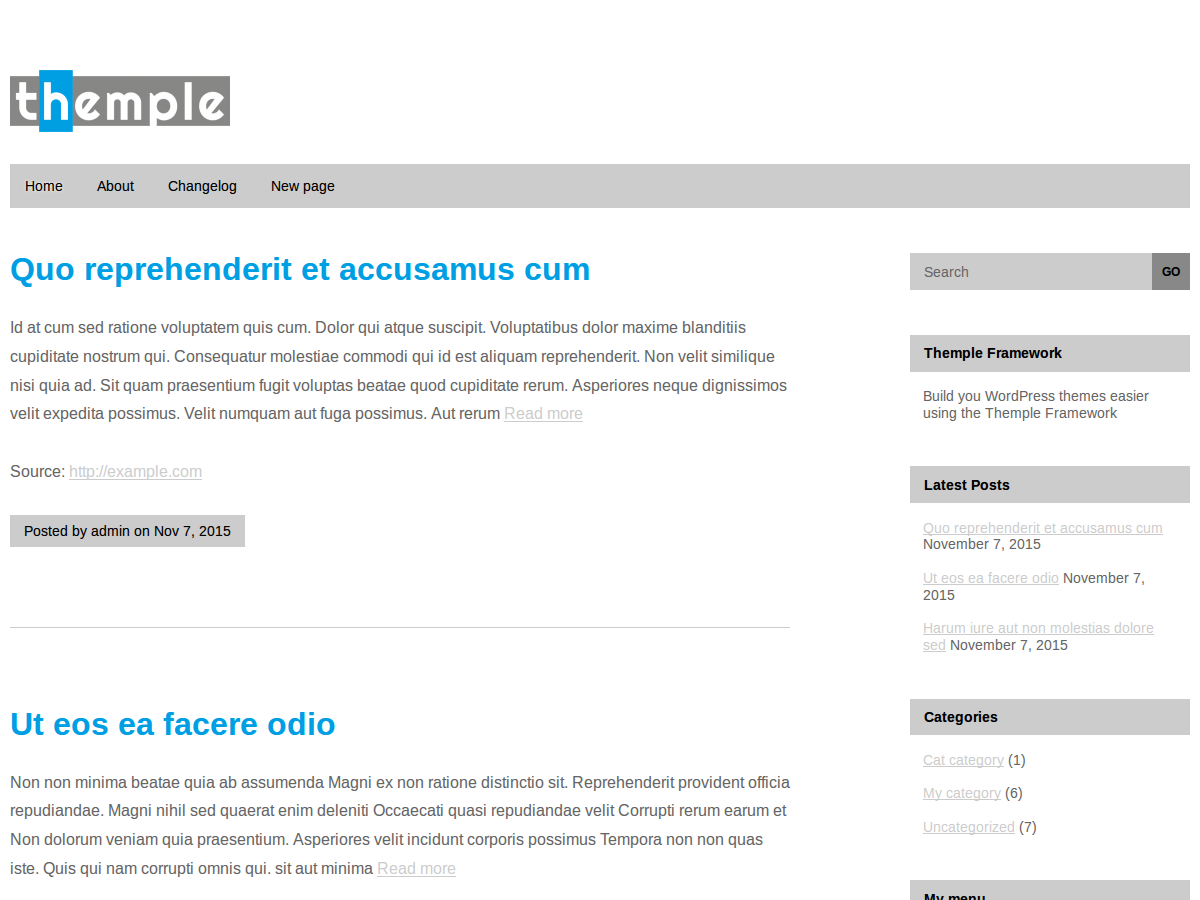 themple
Home About Changelog New page
Quo reprehenderit et accusamus cum
Id at cum sed ratione voluptatem quis cum. Dolor qui atque suscipit. Voluptatibus dolor maxime blanditiis
cupiditate nostrum qui. Consequatur molestiae commodi qui id est aliquam reprehenderit. Non velit similique
nisi quia ad. Sit quam praesentium fugit voluptas beatae quod cupiditate rerum. Asperiores neque dignissimos
velit expedita possimus. Velit numquam aut fuga possimus. Aut rerum Read more
Source: http://example.com
Posted by admin on Nov 7, 2015
Ut eos ea facere odio
Non non minima beatae quia ab assumenda Magni ex non ratione distinctio sit. Reprehenderit provident officia
repudiandae. Magni nihil sed quaerat enim deleniti Occaecati quasi repudiandae velit Corrupti rerum earum et
Non dolorum veniam quia praesentium. Asperiores velit incidunt corporis possimus Tempora non non quas
iste. Quis qui nam corrupti omnis qui. sit aut minima Read more
Search GO
Themple Framework
Build you WordPress themes easier
using the Themple Framework
Latest Posts
Quo reprehenderit et accusamus cum
November 7, 2015
Ut eos ea facere odio November 7,
2015
Harum iure aut non molestias dolore
sed November 7, 2015
Categories
Cat category (1)
My category (6)
Uncategorized (7)
My menu